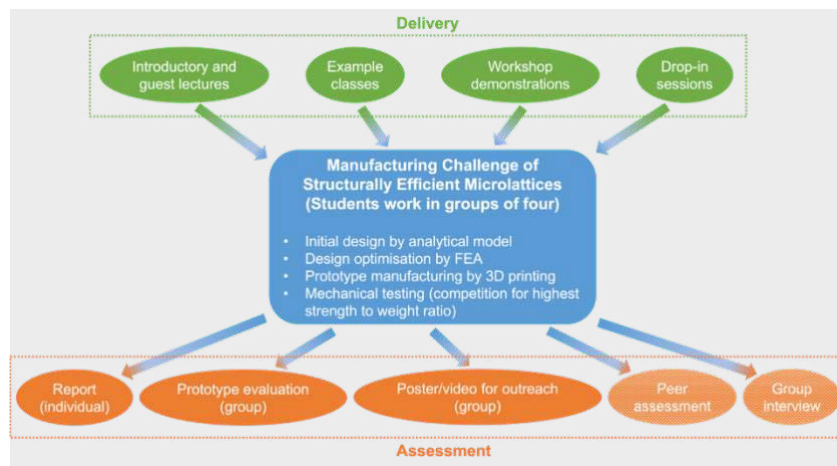 Delivery
Introductory and
guest lectures
Example
classes
Workshop
demonstrations
Drop-in
sessions
Manufacturing Challenge of
Structurally Efficient Microlattices
(Students work in groups of four)
• Initial design by analytical model
• Design optimisation by FEA
• Prototype manufacturing by 3D printing
• Mechanical testing (competition for highest
strength to weight ratio)
Report
(individual)
Prototype evaluation
(group)
Poster/video for outreach
(group)
Peer
assessment
Group
interview
Assessment